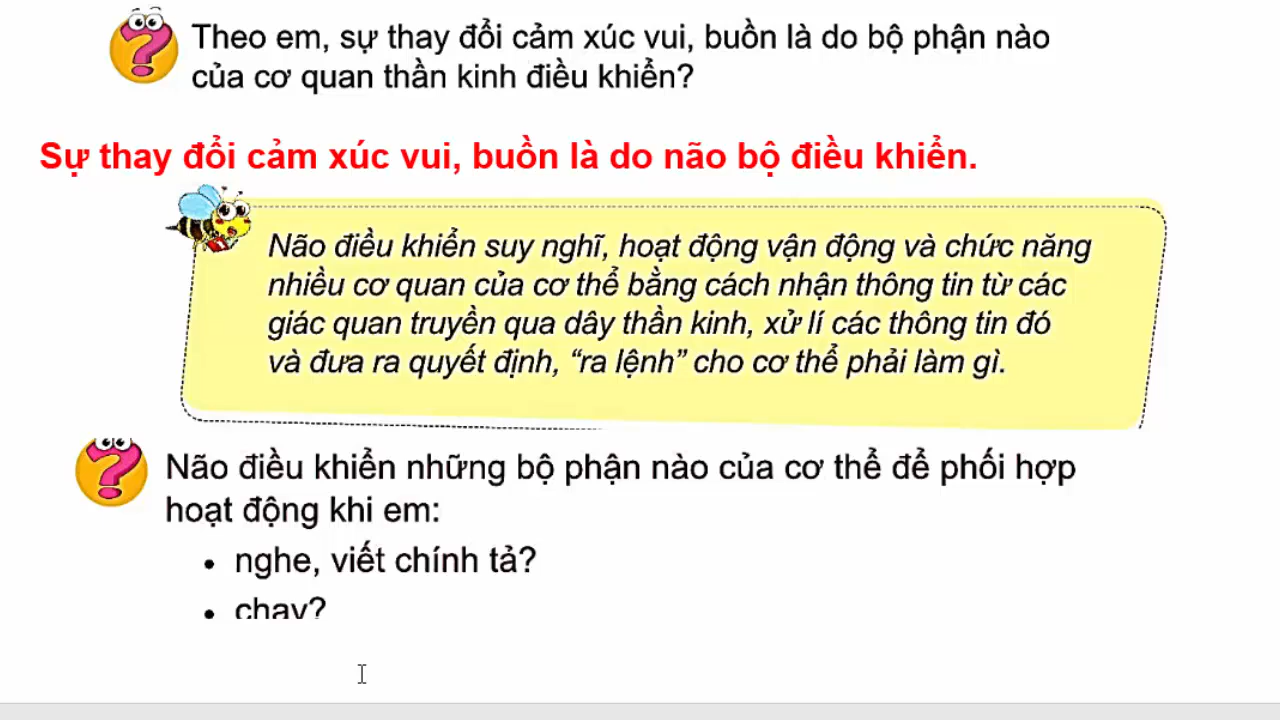 Theo em, sự thay đổi cảm xúc vui, buồn là do bộ phận nào
của cơ quan thần kinh điều khiển?
Sự thay đổi cảm xúc vui, buồn là do não bộ điều khiển.
Não điều khiển suy nghĩ, hoạt động vận động và chức năng
nhiều cơ quan của cơ thể bằng cách nhận thông tin từ các
giác quan truyền qua dây thần kinh, xử lí các thông tin đó
và đưa ra quyết định, “ra lệnh” cho cơ thể phải làm gì.
Não điều khiển những bộ phận nào của cơ thể để phối hợp
hoạt động khi em:
• nghe, viết chính tả?
• chạy?